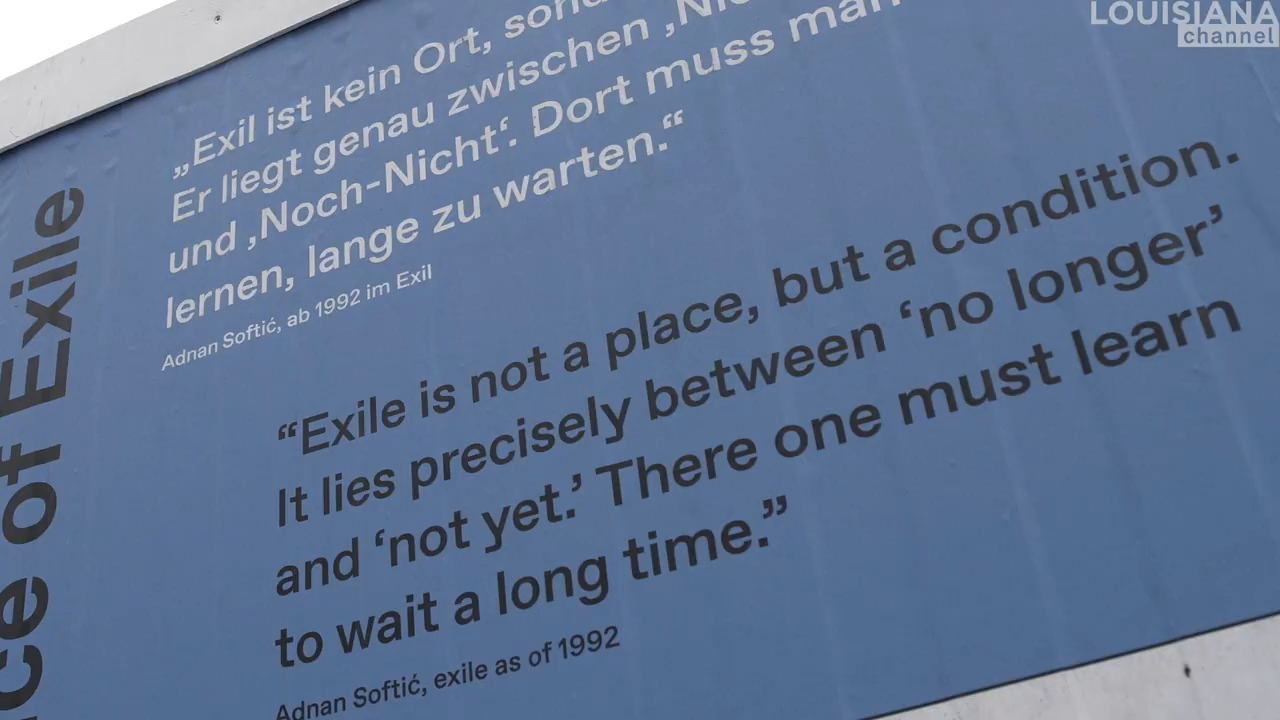 LOUISIANA
channel
„Exil ist kein Ort,
Er liegt genau zwischen
und ‚Noch-Nicht‘. Dort muss man
lernen, lange zu warten.“
Adnan Softić, ab 1992 im Exil
“Exile is not a place, but a condition.
It lies precisely between ‘no longer’
and ‘not yet.’ There one must learn
to wait a long time.”
Adnan Softić, exile as of 1992
of Exile